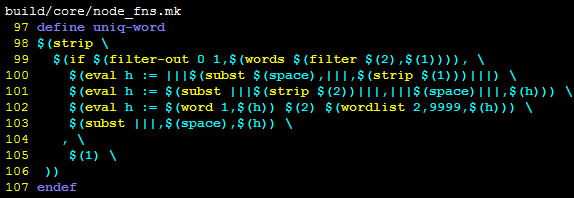 build/core/node_fns.mk
97 define uniq-word
98 $(strip \
99 $(if $(filter-out 0 1,$(words $(filter $(2),$(1)))), \
100 $(eval h := |||$(subst $(space),|||,$(strip $(1)))|||) \
101 $(eval h := $(subst |||$(strip $(2))|||,|||$(space)|||,$(h))) \
102 $(eval h := $(word 1,$(h)) $(2) $(wordlist 2,9999,$(h))) \
103 $(subst |||,$(space),$(h)) \
104 , \
105 $(1) \
106 ))
107 endef